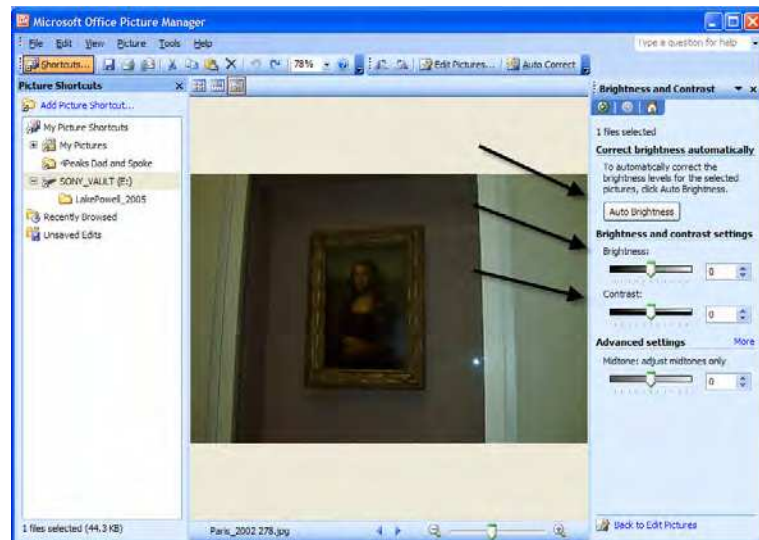 Microsoft Office Picture Manager
File Edit View Picture Tools Help
Type a question for help
Shortcuts...
78%
Edit Pictures...
Auto Correct
Picture Shortcuts
Add Picture Shortcut...
My Picture Shortcuts
My Pictures
4Peaks Dad and Spoke
SONY_VAULT (E:)
LakePowell_2005
Recently Browsed
Unsaved Edits
1 files selected (44.3 KB)
Paris_2002 278.jpg
Brightness and Contrast
1 files selected
Correct brightness automatically
To automatically correct the
brightness levels for the selected
pictures, click Auto Brightness.
Auto Brightness
Brightness and contrast settings
Brightness:
0
Contrast:
0
Advanced settings More
Midtone: adjust midtones only
0
Back to Edit Pictures